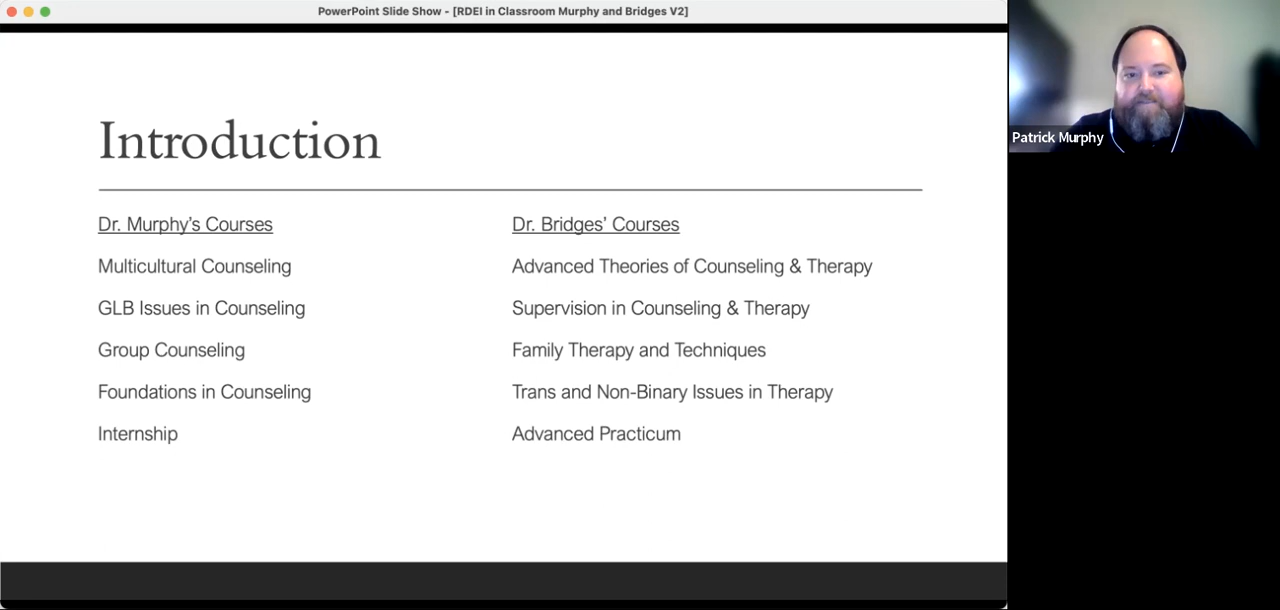 PowerPoint Slide Show - [RDEI in Classroom Murphy and Bridges V2]
Introduction
Dr. Murphy's Courses
Multicultural Counseling
GLB Issues in Counseling
Group Counseling
Foundations in Counseling
Internship
Dr. Bridges' Courses
Advanced Theories of Counseling & Therapy
Supervision in Counseling & Therapy
Family Therapy and Techniques
Trans and Non-Binary Issues in Therapy
Advanced Practicum
Patrick Murphy